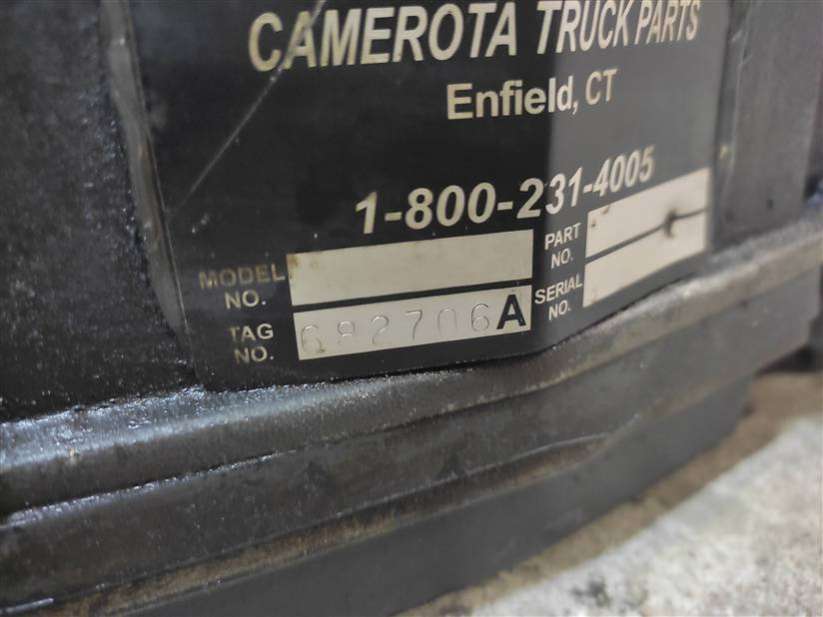 CAMEROTA TRUCK PARTS
Enfield, CT
1-800-231-4005
MODEL NO.
PART NO.
TAG NO. 682706A
SERIAL NO.